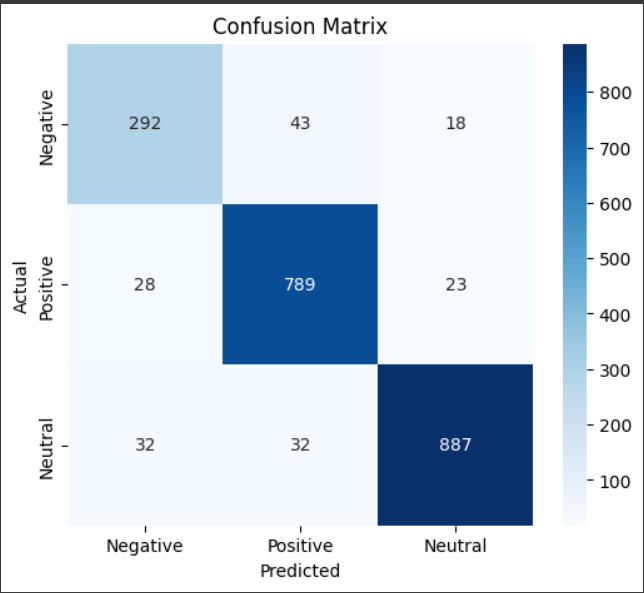 Confusion Matrix
Negative
292 43 18
800
700
600
Actual
Positive
28 789 23
500
400
300
Neutral
32 32 887
200
100
Negative Positive Neutral
Predicted